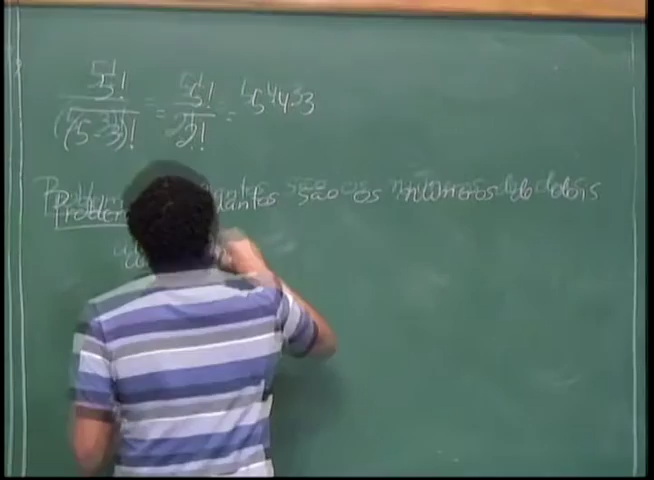 5!/(5-3)! = 5!/2! = 5·4·3
Problema: Quantos são os números de dois